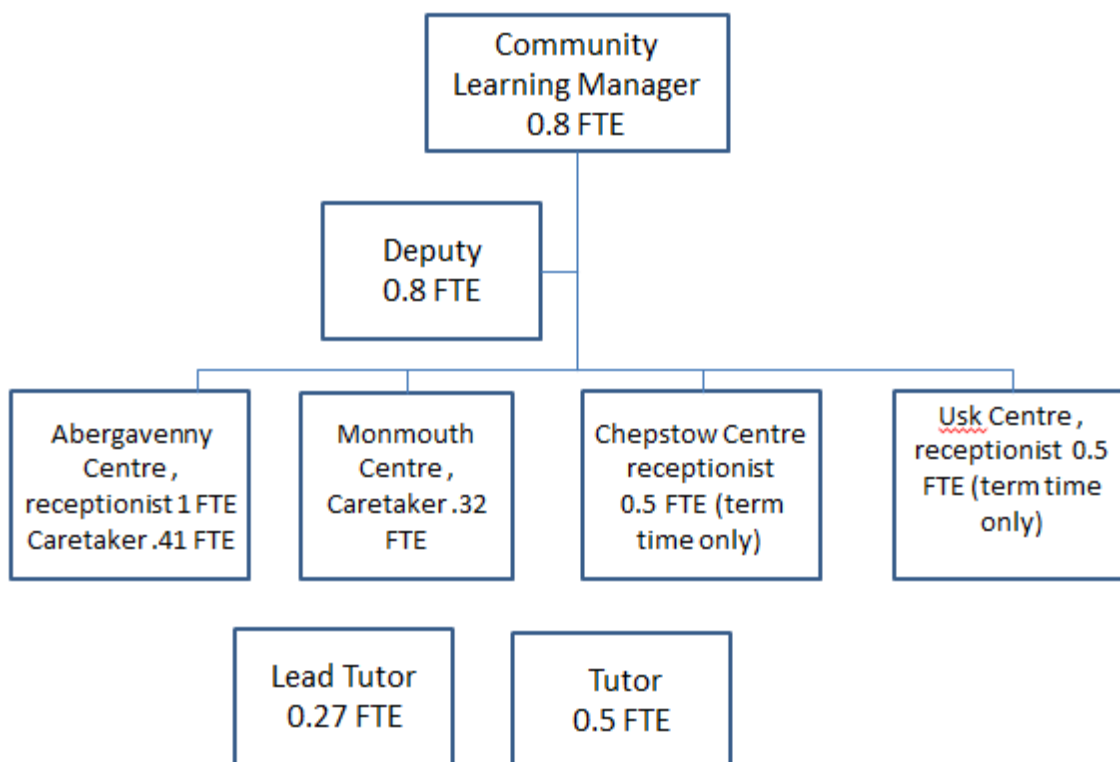 Community
Learning Manager
0.8 FTE
Deputy
0.8 FTE
Abergavenny
Centre ,
receptionist 1 FTE
Caretaker .41 FTE
Monmouth
Centre ,
Caretaker .32
FTE
Chepstow Centre
receptionist
0.5 FTE (term
time only)
Usk Centre ,
receptionist 0.5
FTE (term time
only)
Lead Tutor
0.27 FTE
Tutor
0.5 FTE